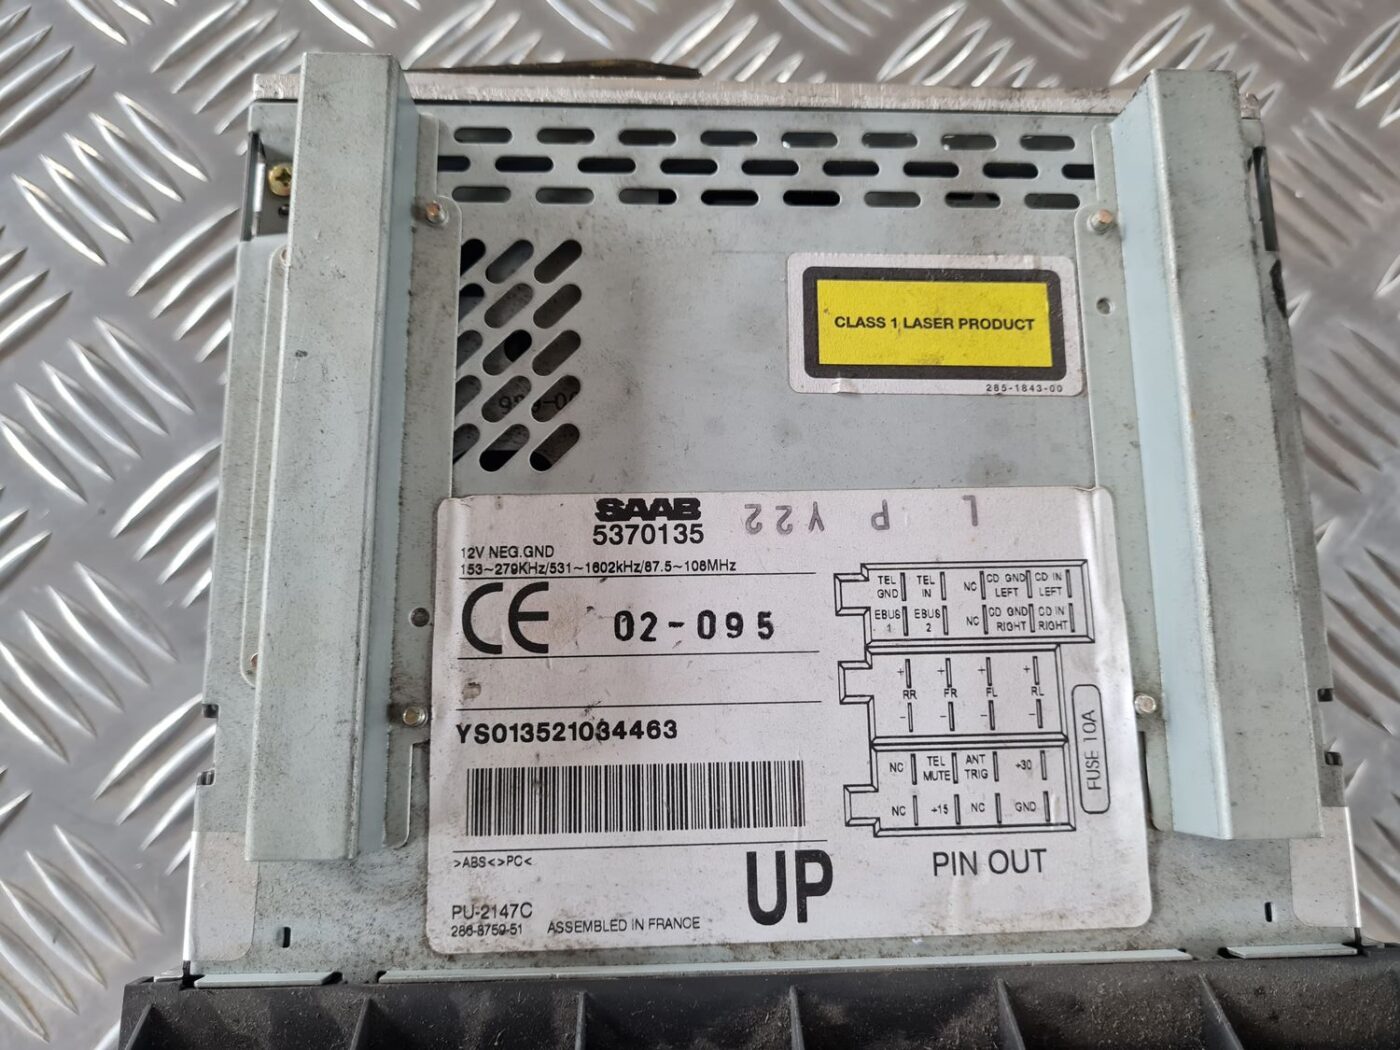 CLASS 1 LASER PRODUCT
285-1843-00
SAAB
5370135
L P Y22
12V NEG.GND
153~279KHz/531~1602kHz/87.5~108MHz
CE 02-095
YS013521034463
>ABS<>PC<
PU-2147C
286-8759-51 ASSEMBLED IN FRANCE
UP
TEL GND TEL IN NC CD GND LEFT CD IN LEFT
EBUS 1 EBUS 2 NC CD GND RIGHT CD IN RIGHT
+ + + +
RR FR FL RL
- - - -
NC TEL MUTE ANT TRIG +30
NC +15 NC GND
FUSE 10A
PIN OUT